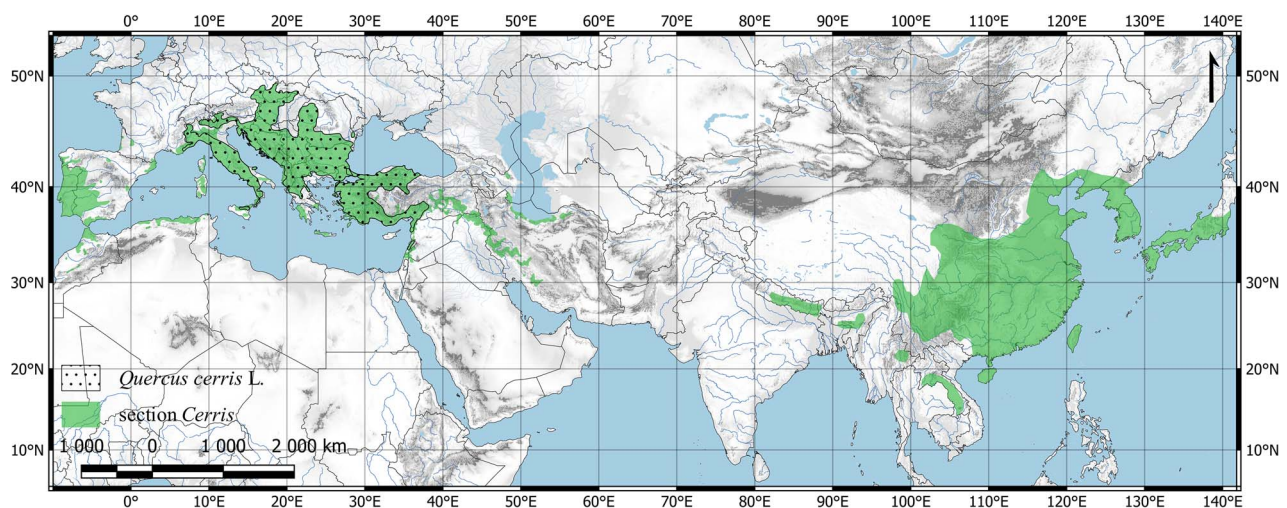 0° 10°E 20°E 30°E 40°E 50°E 60°E 70°E 80°E 90°E 100°E 110°E 120°E 130°E 140°E
50°N 50°N
40°N 40°N
30°N 30°N
20°N 20°N
10°N 10°N
Quercus cerris L.
section Cerris
1 000 0 1 000 2 000 km
0° 10°E 20°E 30°E 40°E 50°E 60°E 70°E 80°E 90°E 100°E 110°E 120°E 130°E 140°E